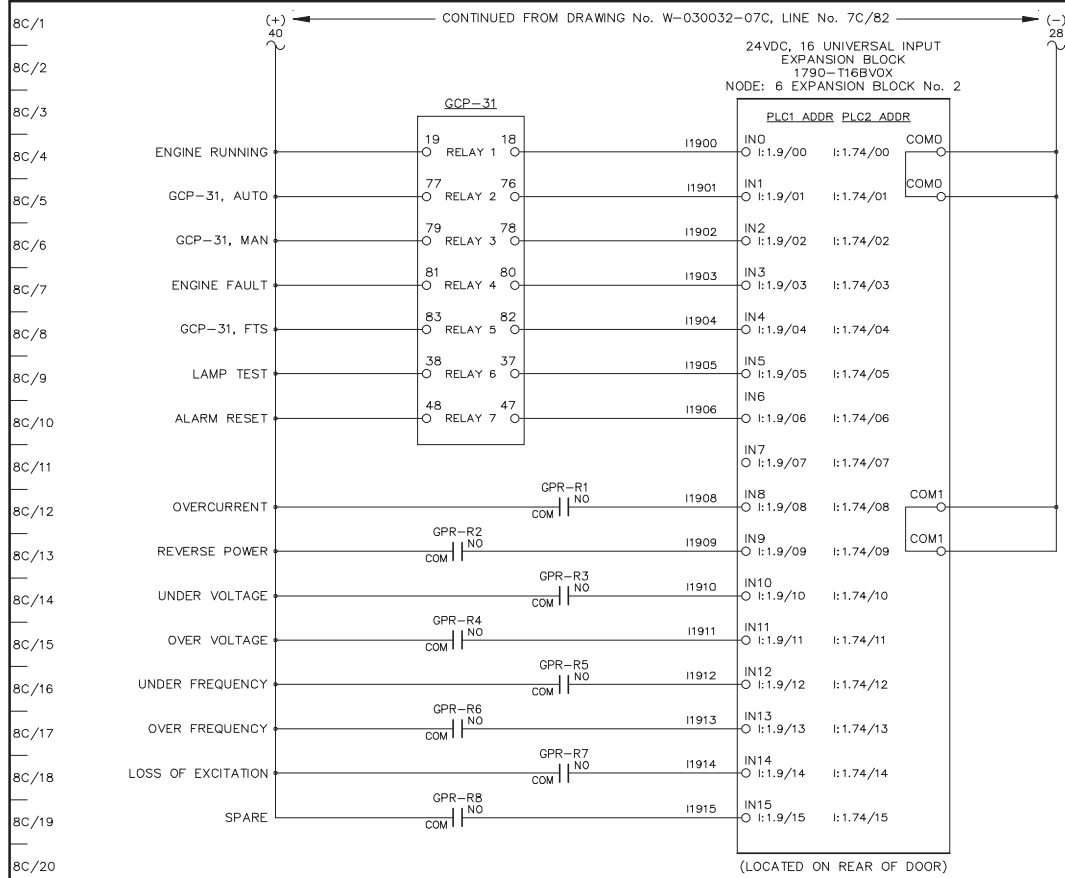 8C/1 (+) CONTINUED FROM DRAWING No. W-030032-07C, LINE No. 7C/82 (-)
40 28
24VDC, 16 UNIVERSAL INPUT
8C/2 EXPANSION BLOCK
1790-T16BV0X
NODE: 6 EXPANSION BLOCK No. 2
8C/3 GCP-31 PLC1 ADDR PLC2 ADDR
19 18 I1900 IN0 COM0
8C/4 ENGINE RUNNING RELAY 1 I:1.9/00 I:1.74/00
77 76 I1901 IN1 COM0
8C/5 GCP-31, AUTO RELAY 2 I:1.9/01 I:1.74/01
79 78 I1902 IN2
8C/6 GCP-31, MAN RELAY 3 I:1.9/02 I:1.74/02
81 80 I1903 IN3
8C/7 ENGINE FAULT RELAY 4 I:1.9/03 I:1.74/03
83 82 I1904 IN4
8C/8 GCP-31, FTS RELAY 5 I:1.9/04 I:1.74/04
38 37 I1905 IN5
8C/9 LAMP TEST RELAY 6 I:1.9/05 I:1.74/05
48 47 I1906 IN6
8C/10 ALARM RESET RELAY 7 I:1.9/06 I:1.74/06
IN7
8C/11 I:1.9/07 I:1.74/07
GPR-R1 NO I1908 IN8 COM1
8C/12 OVERCURRENT COM I:1.9/08 I:1.74/08
GPR-R2 NO I1909 IN9 COM1
8C/13 REVERSE POWER COM I:1.9/09 I:1.74/09
GPR-R3 NO I1910 IN10
8C/14 UNDER VOLTAGE COM I:1.9/10 I:1.74/10
GPR-R4 NO I1911 IN11
8C/15 OVER VOLTAGE COM I:1.9/11 I:1.74/11
GPR-R5 NO I1912 IN12
8C/16 UNDER FREQUENCY COM I:1.9/12 I:1.74/12
GPR-R6 NO I1913 IN13
8C/17 OVER FREQUENCY COM I:1.9/13 I:1.74/13
GPR-R7 NO I1914 IN14
8C/18 LOSS OF EXCITATION COM I:1.9/14 I:1.74/14
GPR-R8 NO I1915 IN15
8C/19 SPARE COM I:1.9/15 I:1.74/15
8C/20 (LOCATED ON REAR OF DOOR)